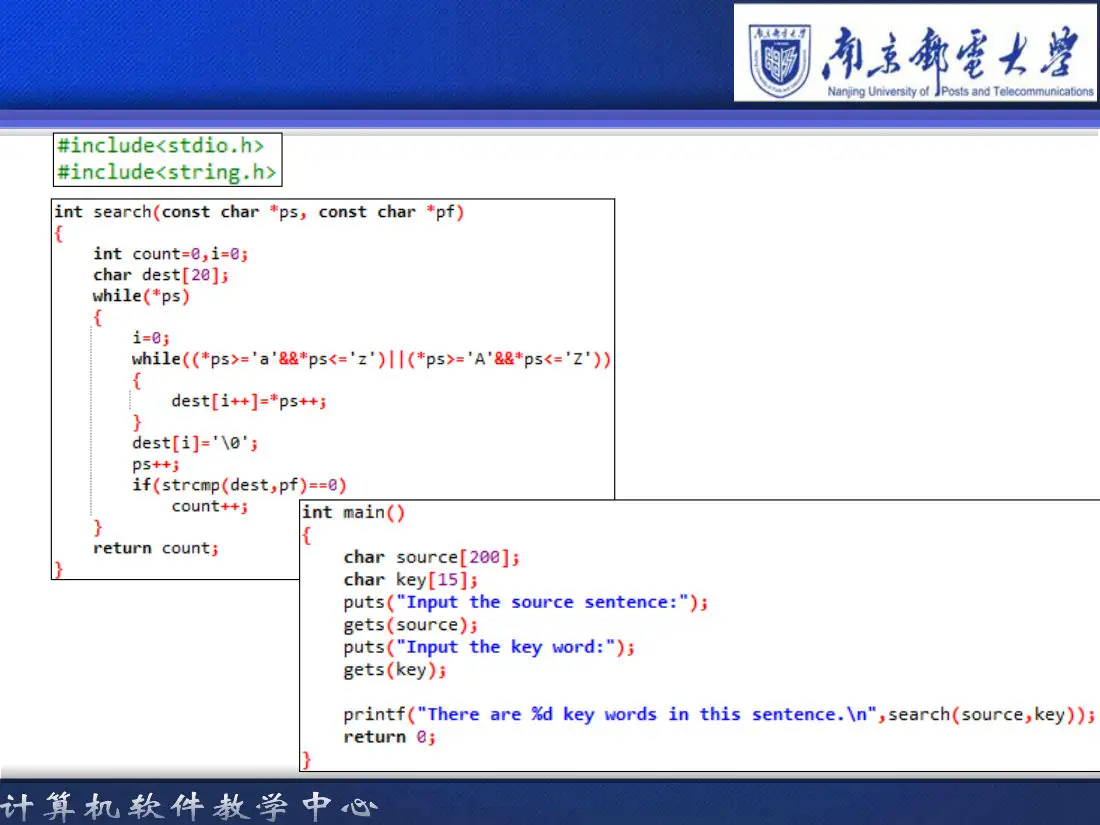 南京邮电大学
Nanjing University of Posts and Telecommunications
#include<stdio.h>
#include<string.h>
int search(const char *ps, const char *pf)
{
    int count=0,i=0;
    char dest[20];
    while(*ps)
    {
        i=0;
        while((*ps>='a'&&*ps<='z')||(*ps>='A'&&*ps<='Z'))
        {
            dest[i++]=*ps++;
        }
        dest[i]='\0';
        ps++;
        if(strcmp(dest,pf)==0)
            count++;
    }
    return count;
}
int main()
{
    char source[200];
    char key[15];
    puts("Input the source sentence:");
    gets(source);
    puts("Input the key word:");
    gets(key);
    printf("There are %d key words in this sentence.\n",search(source,key));
    return 0;
}
计算机软件教学中心